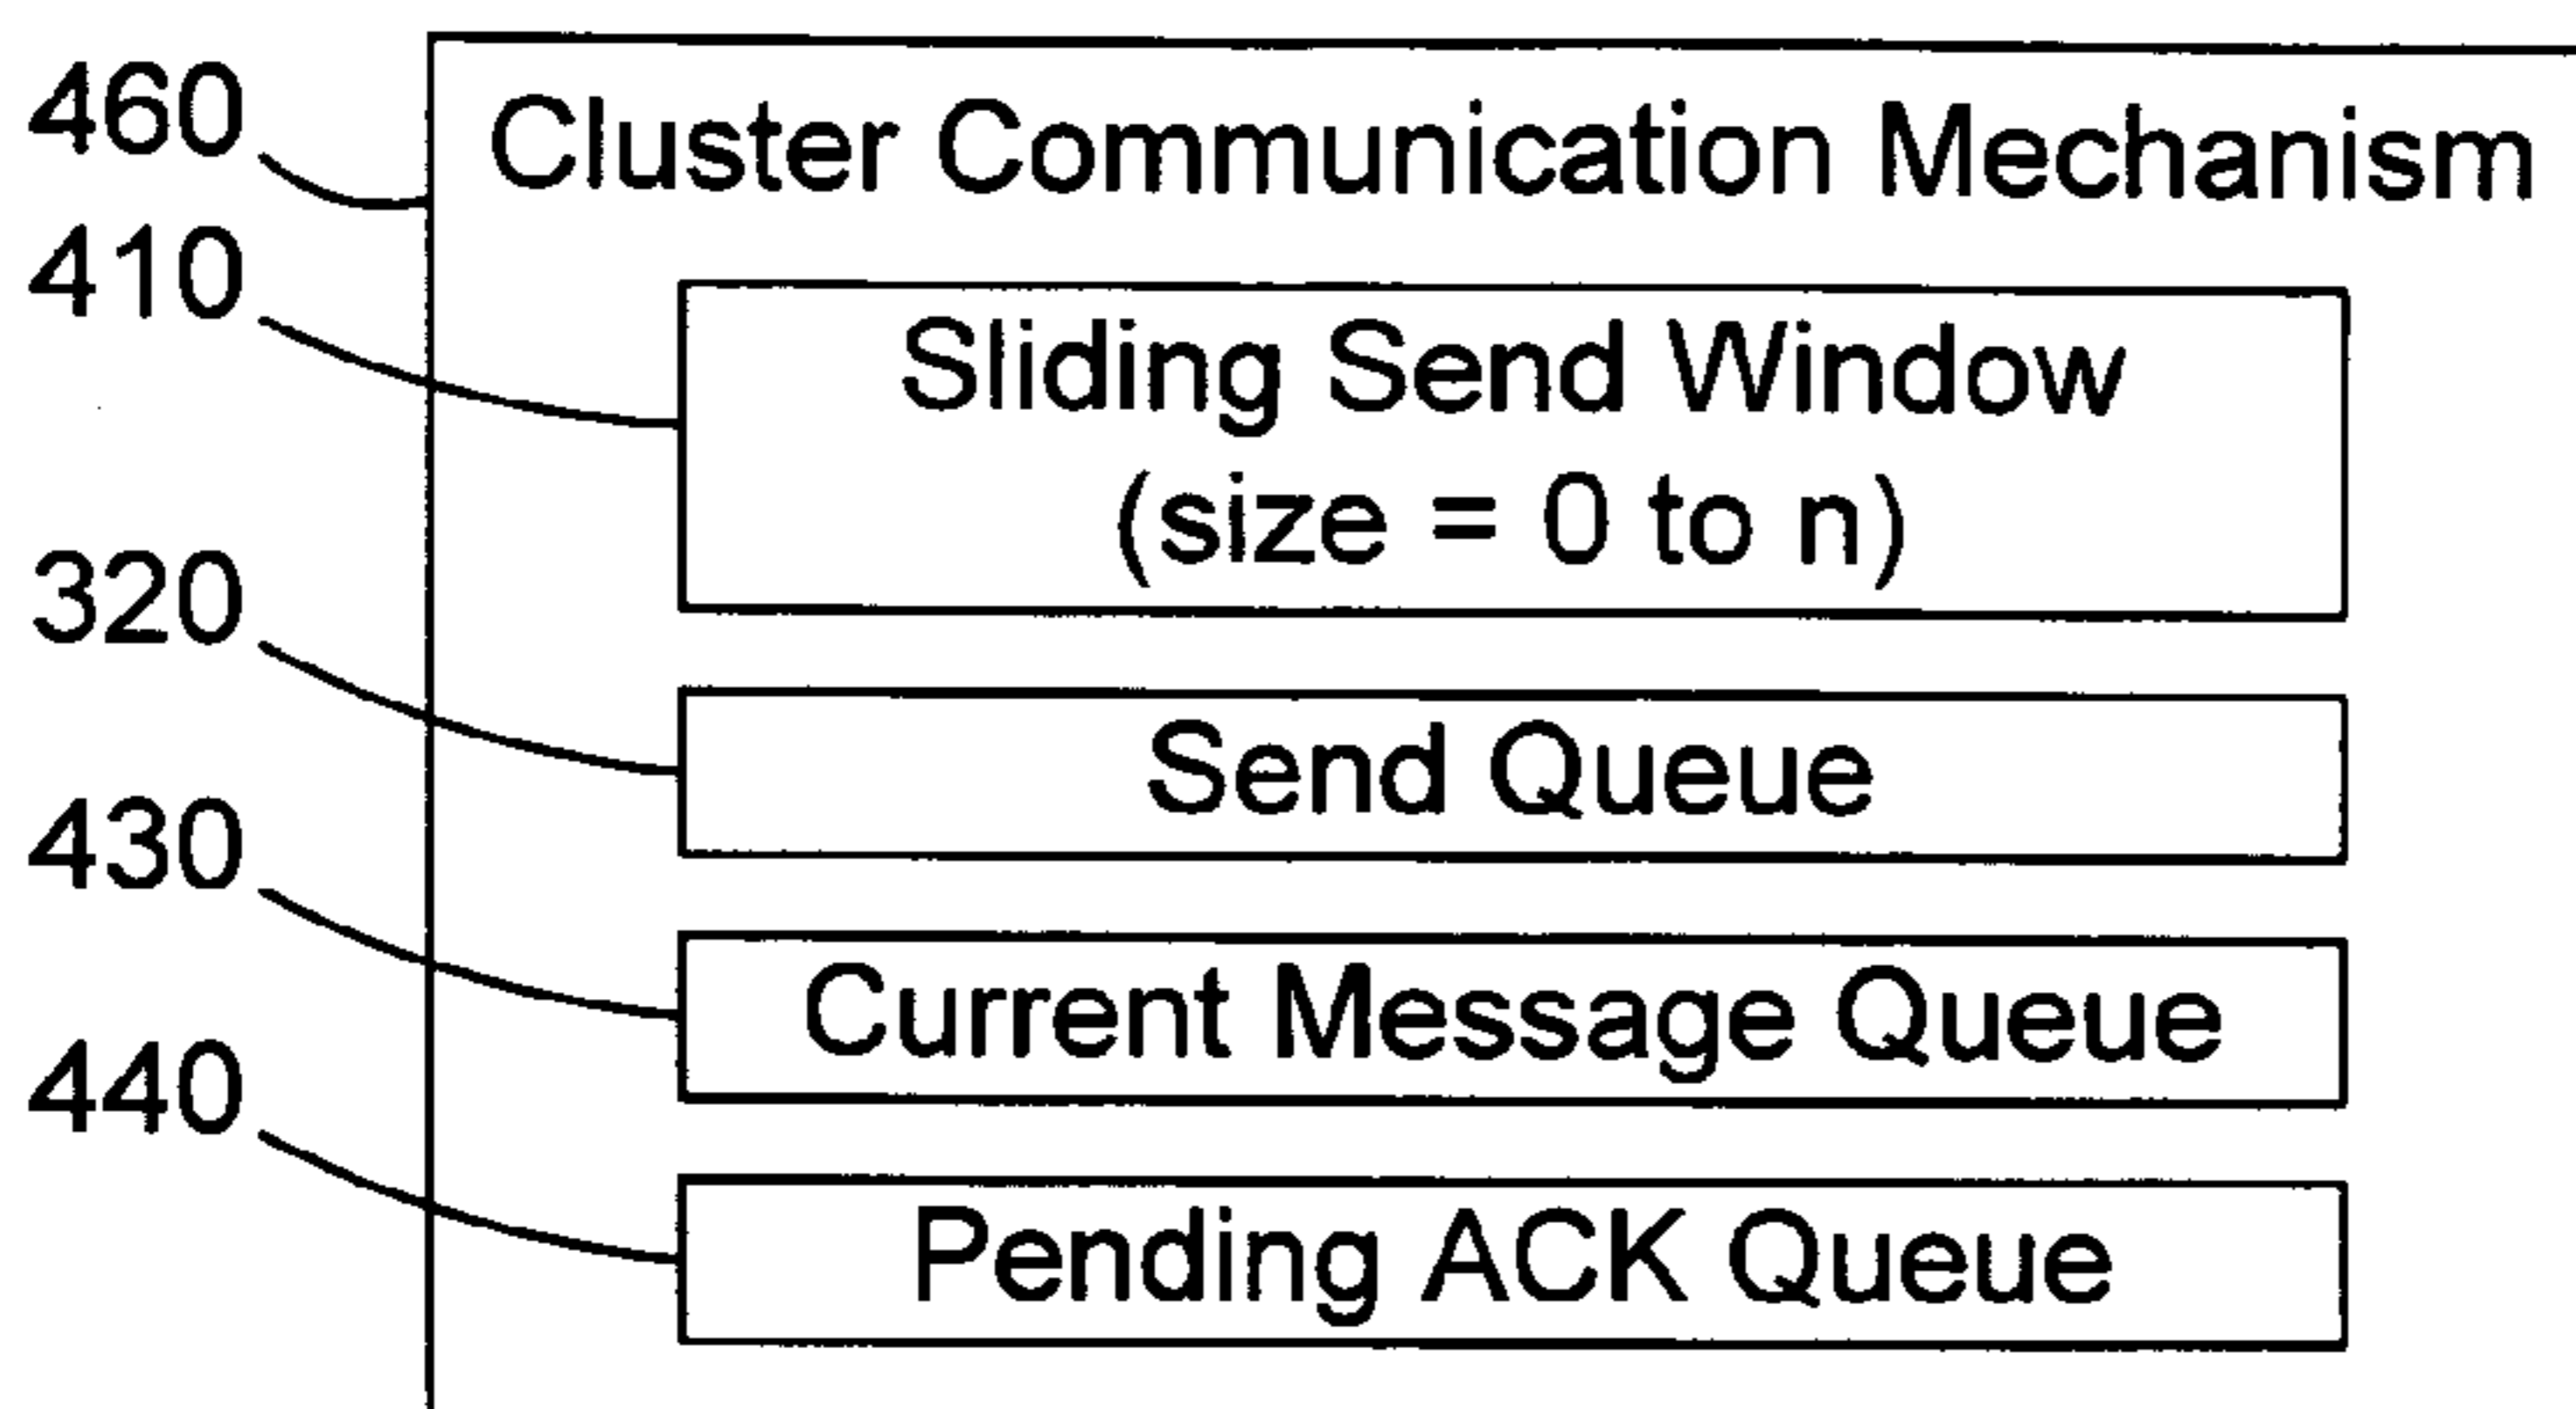 460
Cluster Communication Mechanism
410
Sliding Send Window
(size = 0 to n)
320
Send Queue
430
Current Message Queue
440
Pending ACK Queue